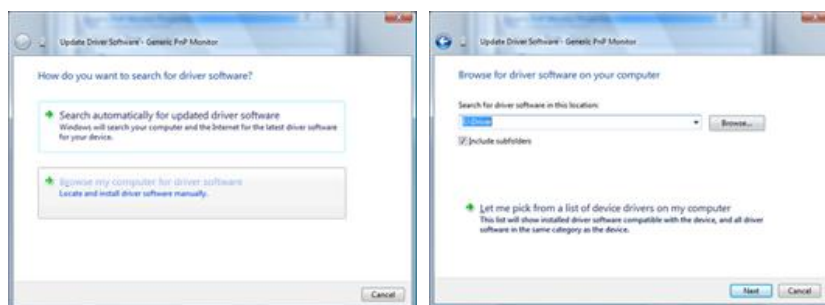 Update Driver Software - Generic PnP Monitor
How do you want to search for driver software?
Search automatically for updated driver software
Windows will search your computer and the Internet for the latest driver software
for your device.
Browse my computer for driver software
Locate and install driver software manually.
Cancel
Update Driver Software - Generic PnP Monitor
Browse for driver software on your computer
Search for driver software in this location:
Browse...
Include subfolders
Let me pick from a list of device drivers on my computer
This list will show installed driver software compatible with the device, and all driver
software in the same category as the device.
Next
Cancel